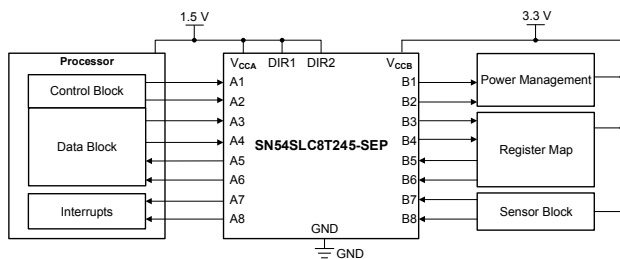 1.5 V
3.3 V
Processor
VCCA
DIR1
DIR2
VCCB
Control Block
Data Block
Interrupts
A1
A2
A3
A4
A5
A6
A7
A8
SN54SLC8T245-SEP
GND
B1
B2
B3
B4
B5
B6
B7
B8
Power Management
Register Map
Sensor Block
GND